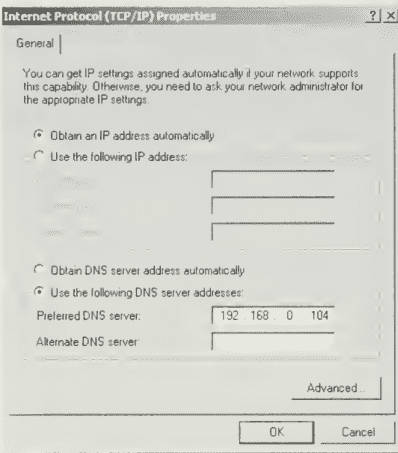 Internet Protocol (TCP/IP) Properties
General
You can get IP settings assigned automatically if your network supports
this capability. Otherwise, you need to ask your network administrator for
the appropriate IP settings.
Obtain an IP address automatically
Use the following IP address:
Obtain DNS server address automatically
Use the following DNS server addresses:
Preferred DNS server: 192 . 168 . 0 . 104
Alternate DNS server
Advanced...
OK Cancel